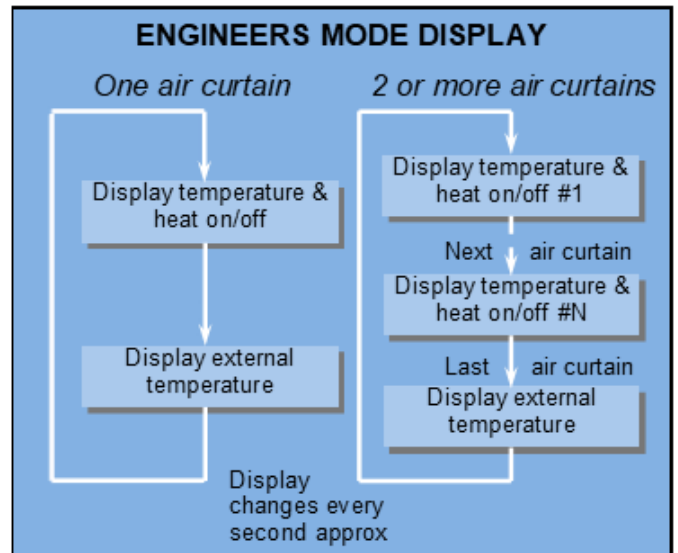 ENGINEERS MODE DISPLAY
One air curtain
Display temperature &
heat on/off
Display external
temperature
2 or more air curtains
Display temperature &
heat on/off #1
Next air curtain
Display temperature &
heat on/off #N
Last air curtain
Display external
temperature
Display
changes every
second approx